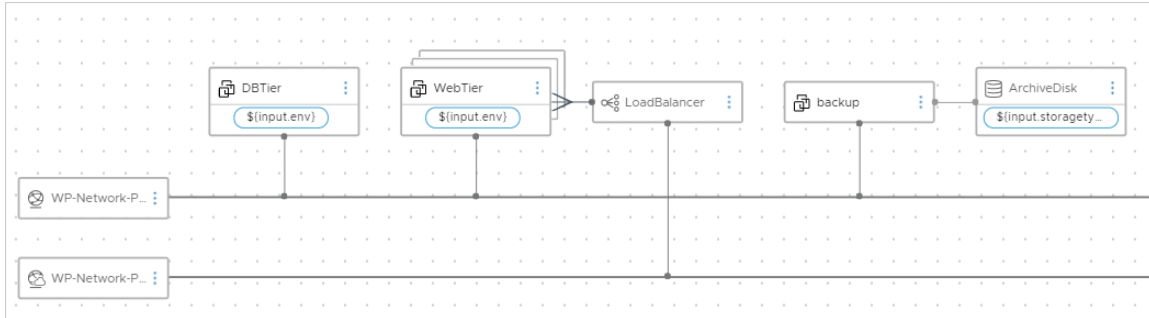 DBTier
${input.env}
WebTier
${input.env}
LoadBalancer
backup
ArchiveDisk
${input.storagety...
WP-Network-P...
WP-Network-P...